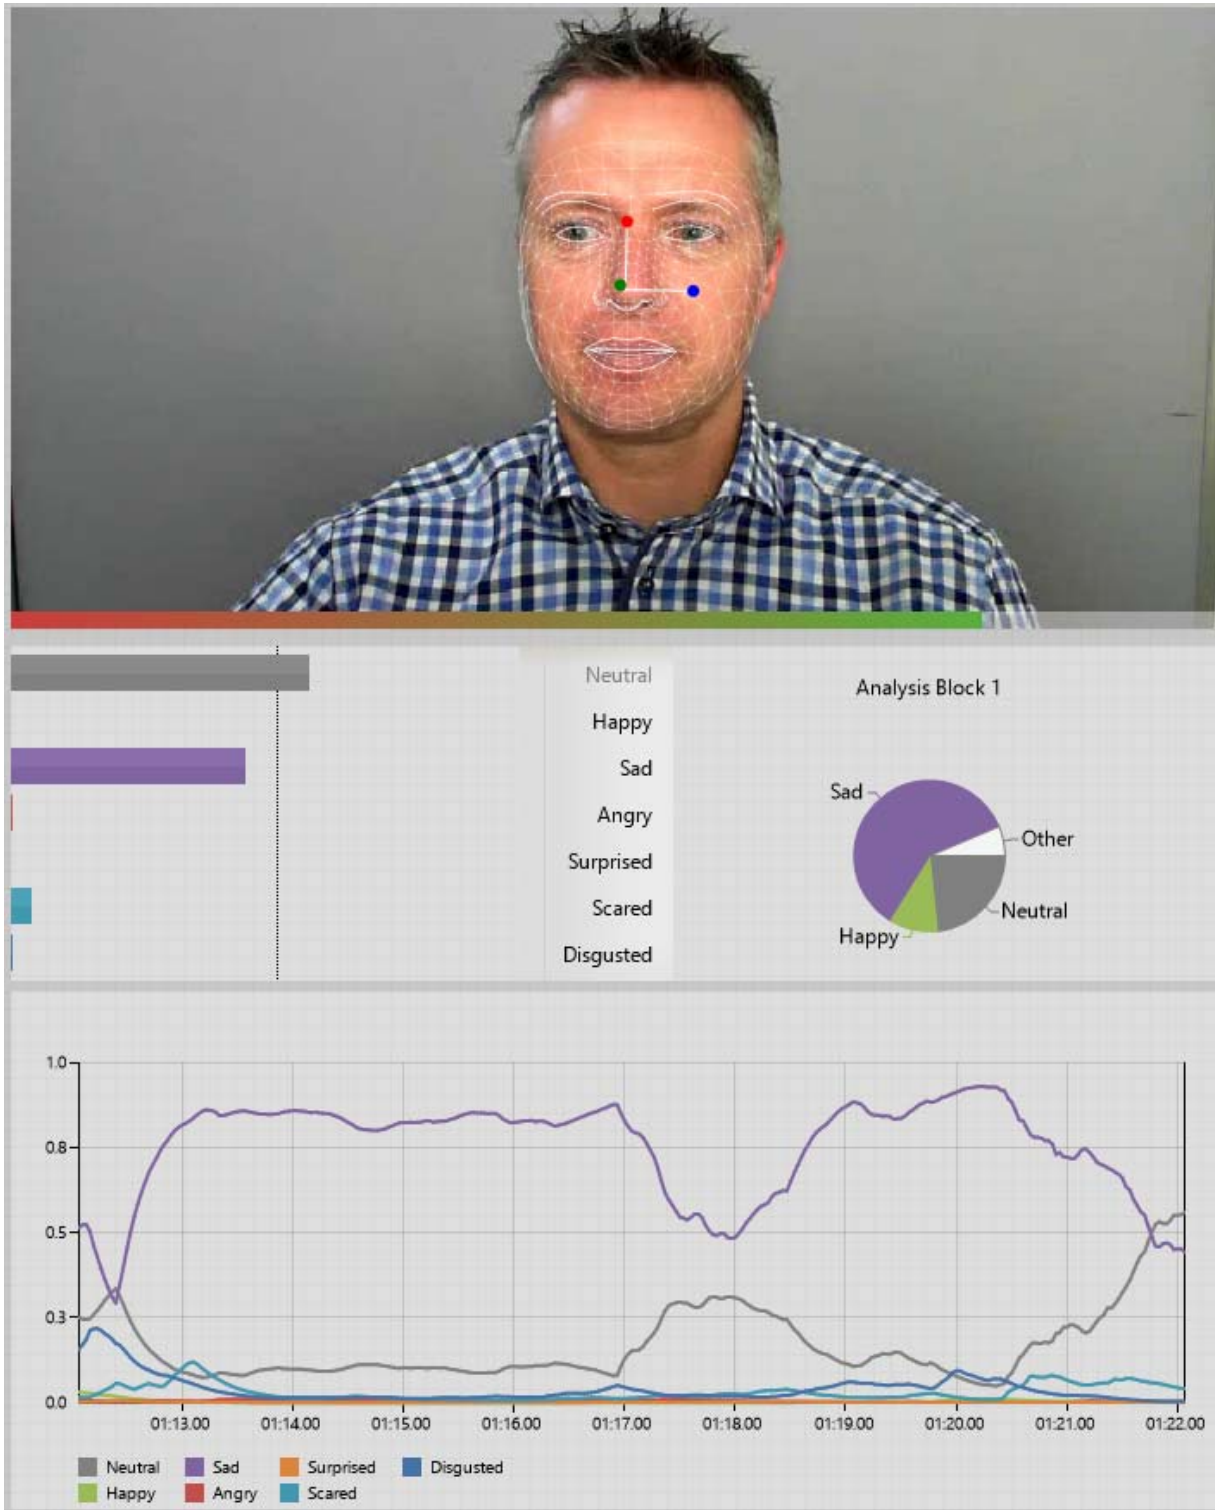 Neutral
Happy
Sad
Angry
Surprised
Scared
Disgusted
Analysis Block 1
Sad
Other
Neutral
Happy
1.0
0.8
0.5
0.3
0.0
01:13.00 01:14.00 01:15.00 01:16.00 01:17.00 01:18.00 01:19.00 01:20.00 01:21.00 01:22.00
Neutral Sad Surprised Disgusted
Happy Angry Scared